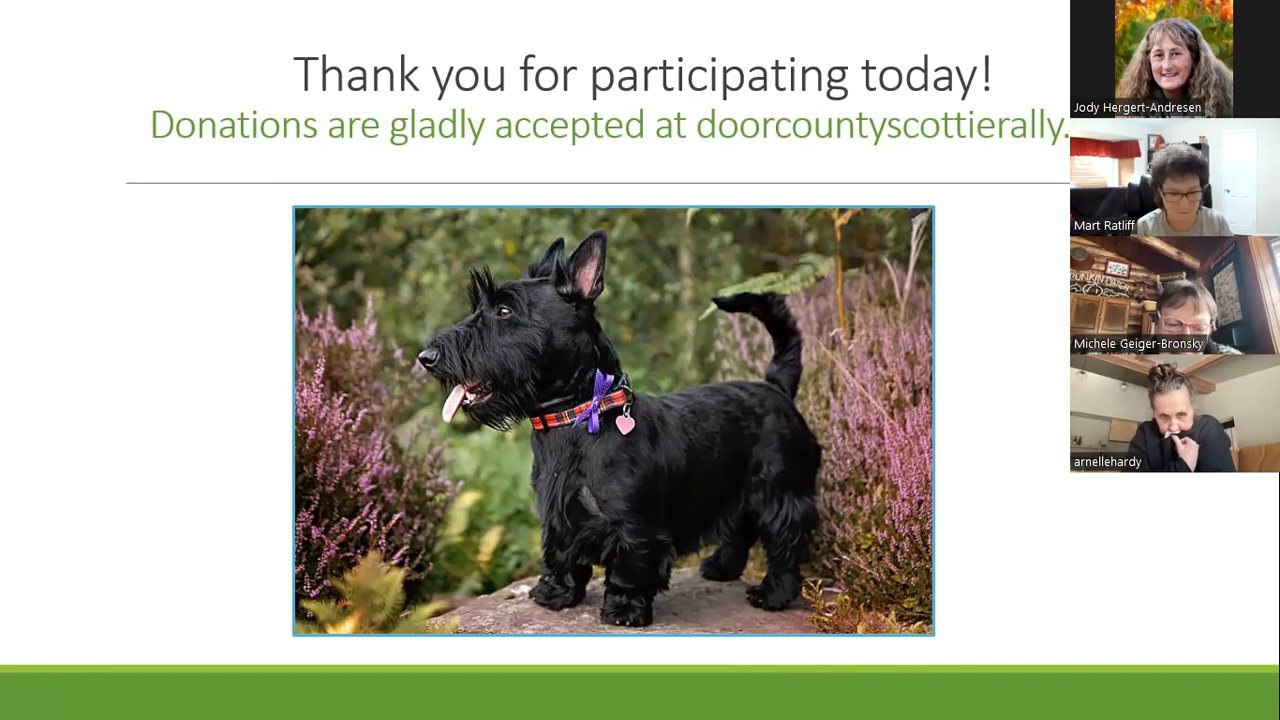 Thank you for participating today!
Donations are gladly accepted at doorcountyscottierally.
Jody Hergert-Andresen
Mart Ratliff
Michele Geiger-Bronsky
arnellehardy